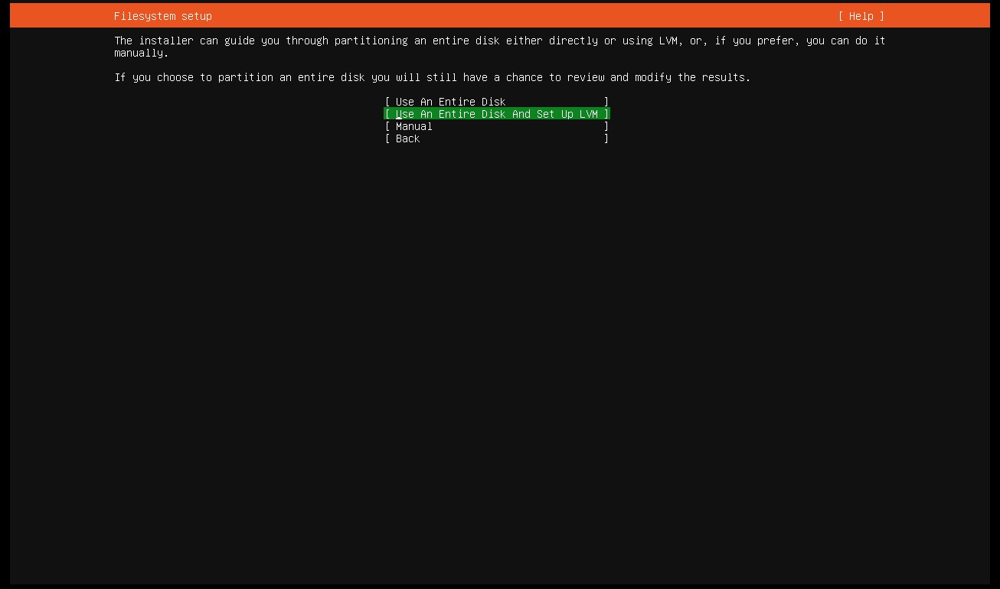 Filesystem setup [ Help ]
The installer can guide you through partitioning an entire disk either directly or using LVM, or, if you prefer, you can do it
manually.
If you choose to partition an entire disk you will still have a chance to review and modify the results.
[ Use An Entire Disk ]
[ Use An Entire Disk And Set Up LVM ]
[ Manual ]
[ Back ]